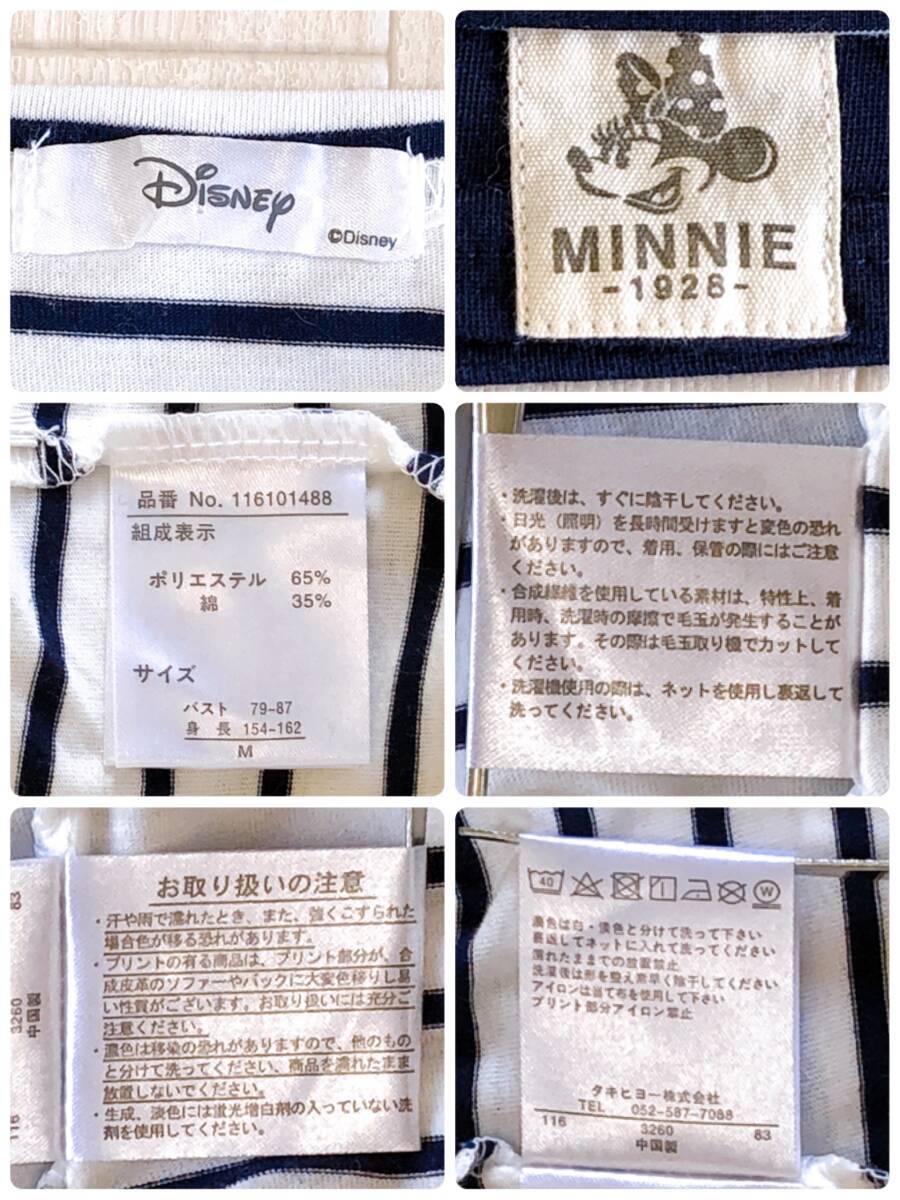 Disney
©Disney
MINNIE
-1928-
品番 No. 116101488
組成表示
ポリエステル 65%
綿 35%
サイズ
バスト 79-87
身 長 154-162
M
・洗濯後は、すぐに陰干してください。
・日光（照明）を長時間受けますと変色の恐れ
がありますので、着用、保管の際にはご注意
ください。
・合成繊維を使用している素材は、特性上、着
用時、洗濯時の摩擦で毛玉が発生することが
あります。その際は毛玉取り機でカットして
ください。
・洗濯機使用の際は、ネットを使用し裏返して
洗ってください。
お取り扱いの注意
・汗や雨で濡れたとき、また、強くこすられた
場合色が移る恐れがあります。
・プリントの有る商品は、プリント部分が、合
成皮革のソファーやバックに大変色移りし易
い性質がございます。お取り扱いには充分ご
注意ください。
・濃色は移染の恐れがありますので、他のもの
と分けて洗ってください、商品を濡れたまま
放置しないでください。
・生成、淡色には蛍光増白剤の入っていない洗
剤を使用してください。
83
3260
中国製
116
40
W
濃色は白・淡色と分けて洗って下さい
裏返してネットに入れて洗ってください
濡れたままでの放置禁止
洗濯後は形を整え素早く陰干してください
アイロンは当て布を使用して下さい
プリント部分アイロン禁止
タキヒヨー株式会社
TEL 052-587-7088
116 3260 83
中国製